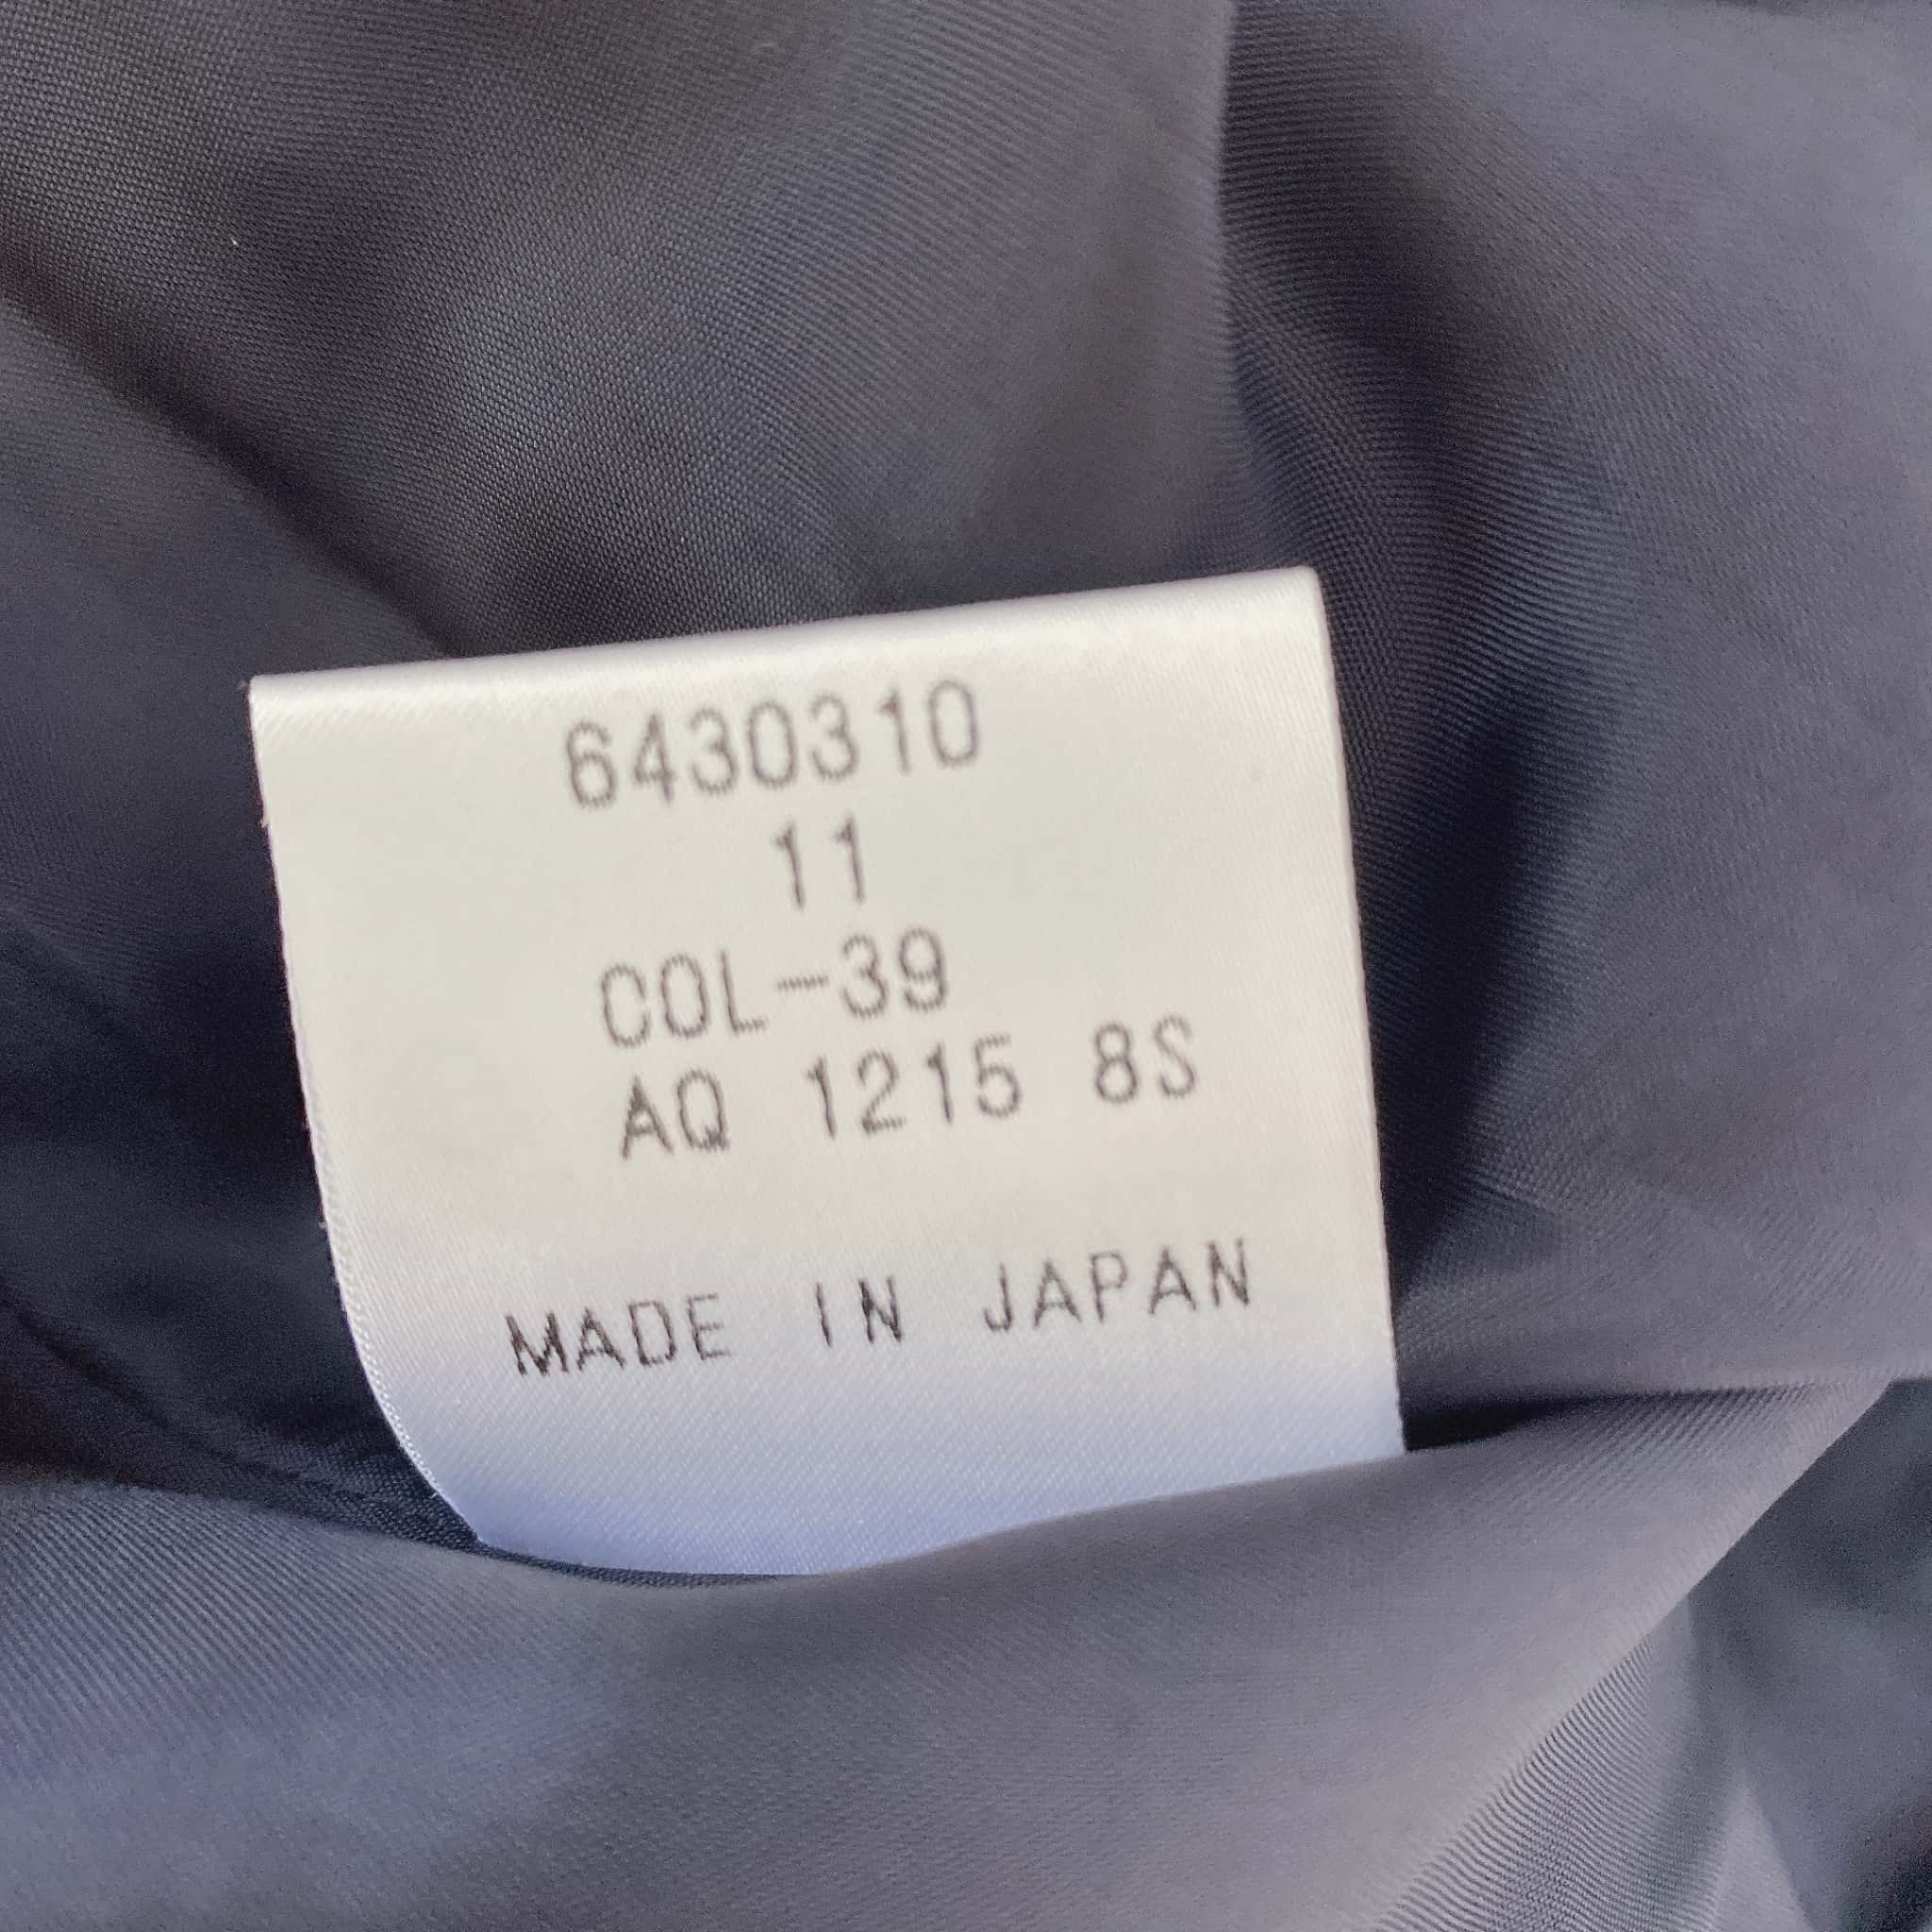 6430310
11
COL-39
AQ 1215 8S
MADE IN JAPAN